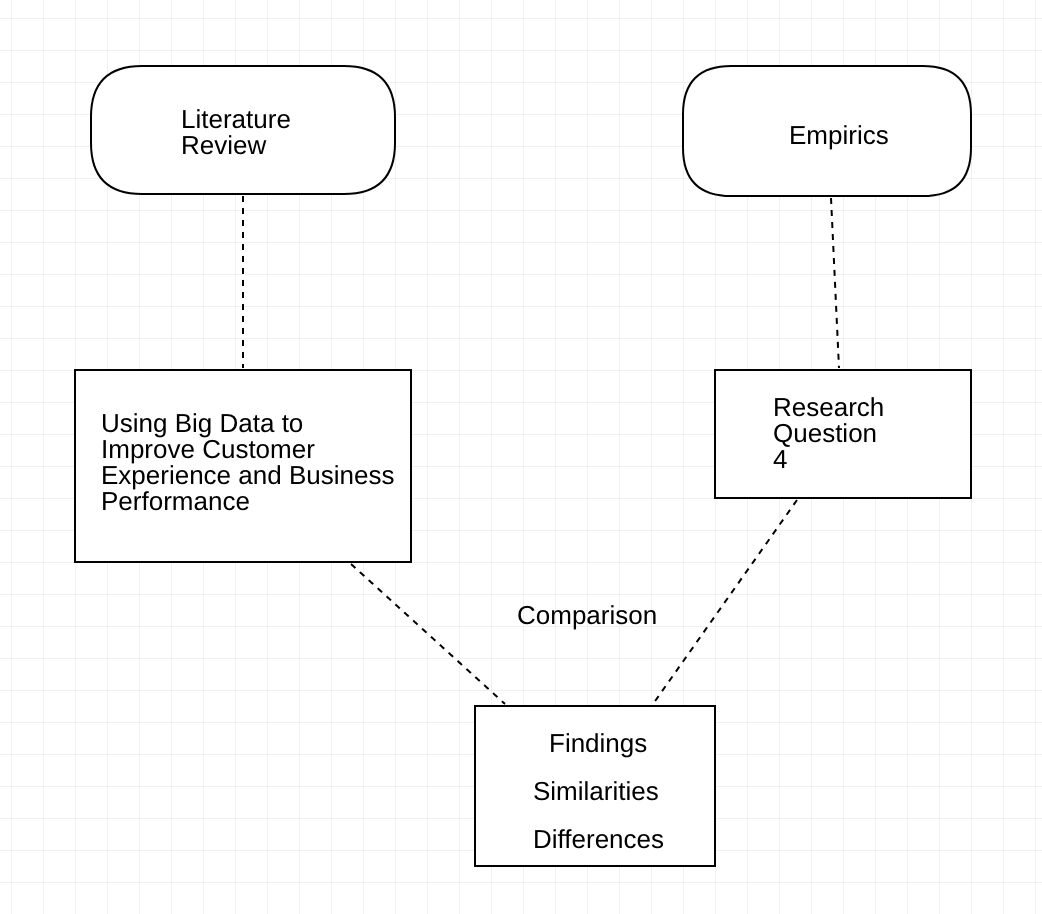 Literature
Review
Empirics
Using Big Data to
Improve Customer
Experience and Business
Performance
Research
Question
4
Comparison
Findings
Similarities
Differences